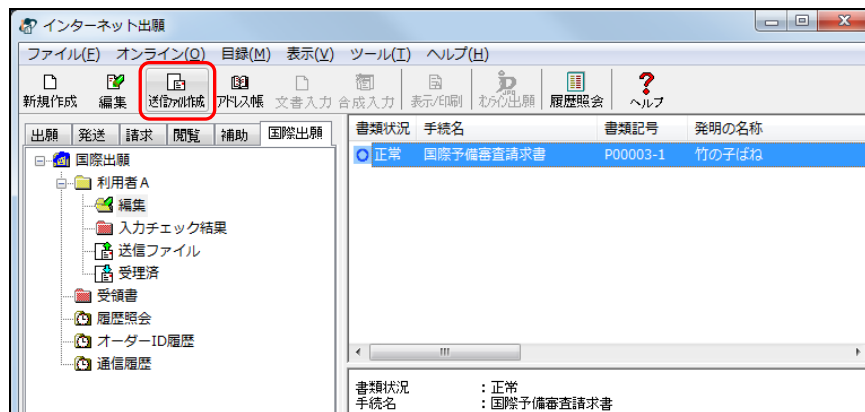 インターネット出願
ファイル(F) オンライン(O) 目録(M) 表示(V) ツール(T) ヘルプ(H)
新規作成 編集 送信ファイル作成 アドレス帳 文書入力 合成入力 表示/印刷 オンライン出願 履歴照会 ヘルプ
出願 発送 請求 閲覧 補助 国際出願
書類状況 手続名 書類記号 発明の名称
正常 国際予備審査請求書 P00003-1 竹の子ばね
国際出願
利用者A
編集
入力チェック結果
送信ファイル
受理済
受領書
履歴照会
オーダーID履歴
通信履歴
書類状況 :正常
手続名 :国際予備審査請求書